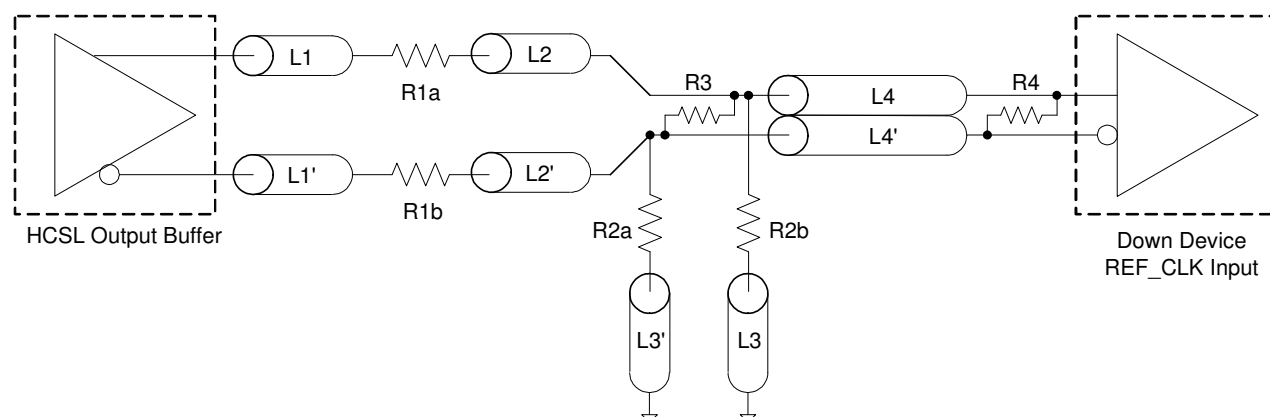 L1
R1a
L2
R3
L4
R4
L4'
L1'
R1b
L2'
HCSL Output Buffer
R2a
R2b
Down Device
REF_CLK Input
L3'
L3